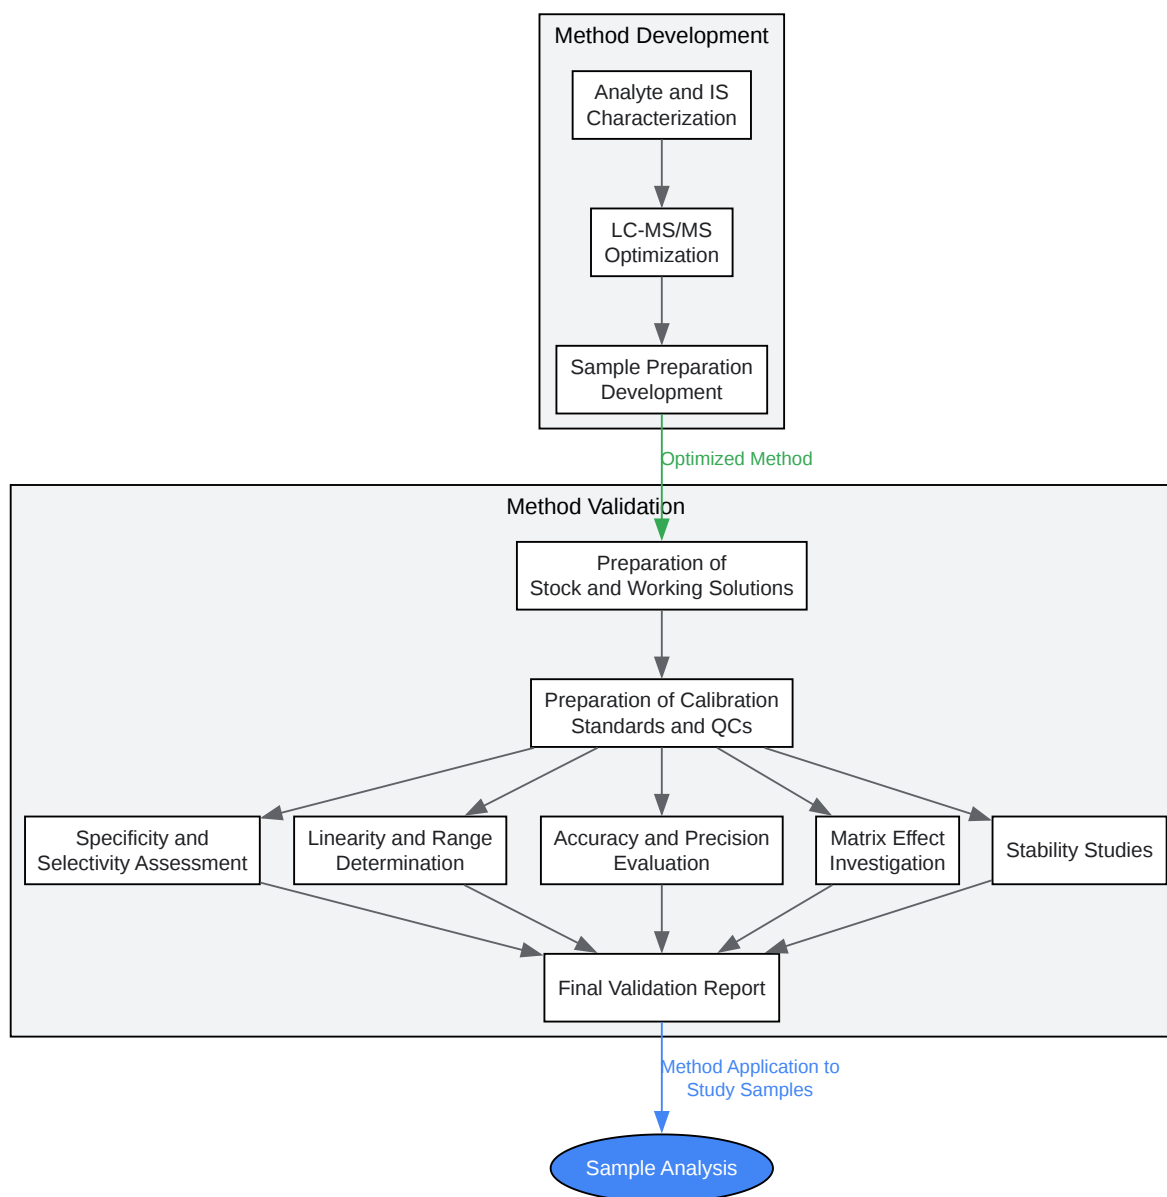 Method Development
Analyte and IS
Characterization
LC-MS/MS
Optimization
Sample Preparation
Development
Optimized Method
Method Validation
Preparation of
Stock and Working Solutions
Preparation of Calibration
Standards and QCs
Specificity and
Selectivity Assessment
Linearity and Range
Determination
Accuracy and Precision
Evaluation
Matrix Effect
Investigation
Stability Studies
Final Validation Report
Method Application to
Study Samples
Sample Analysis